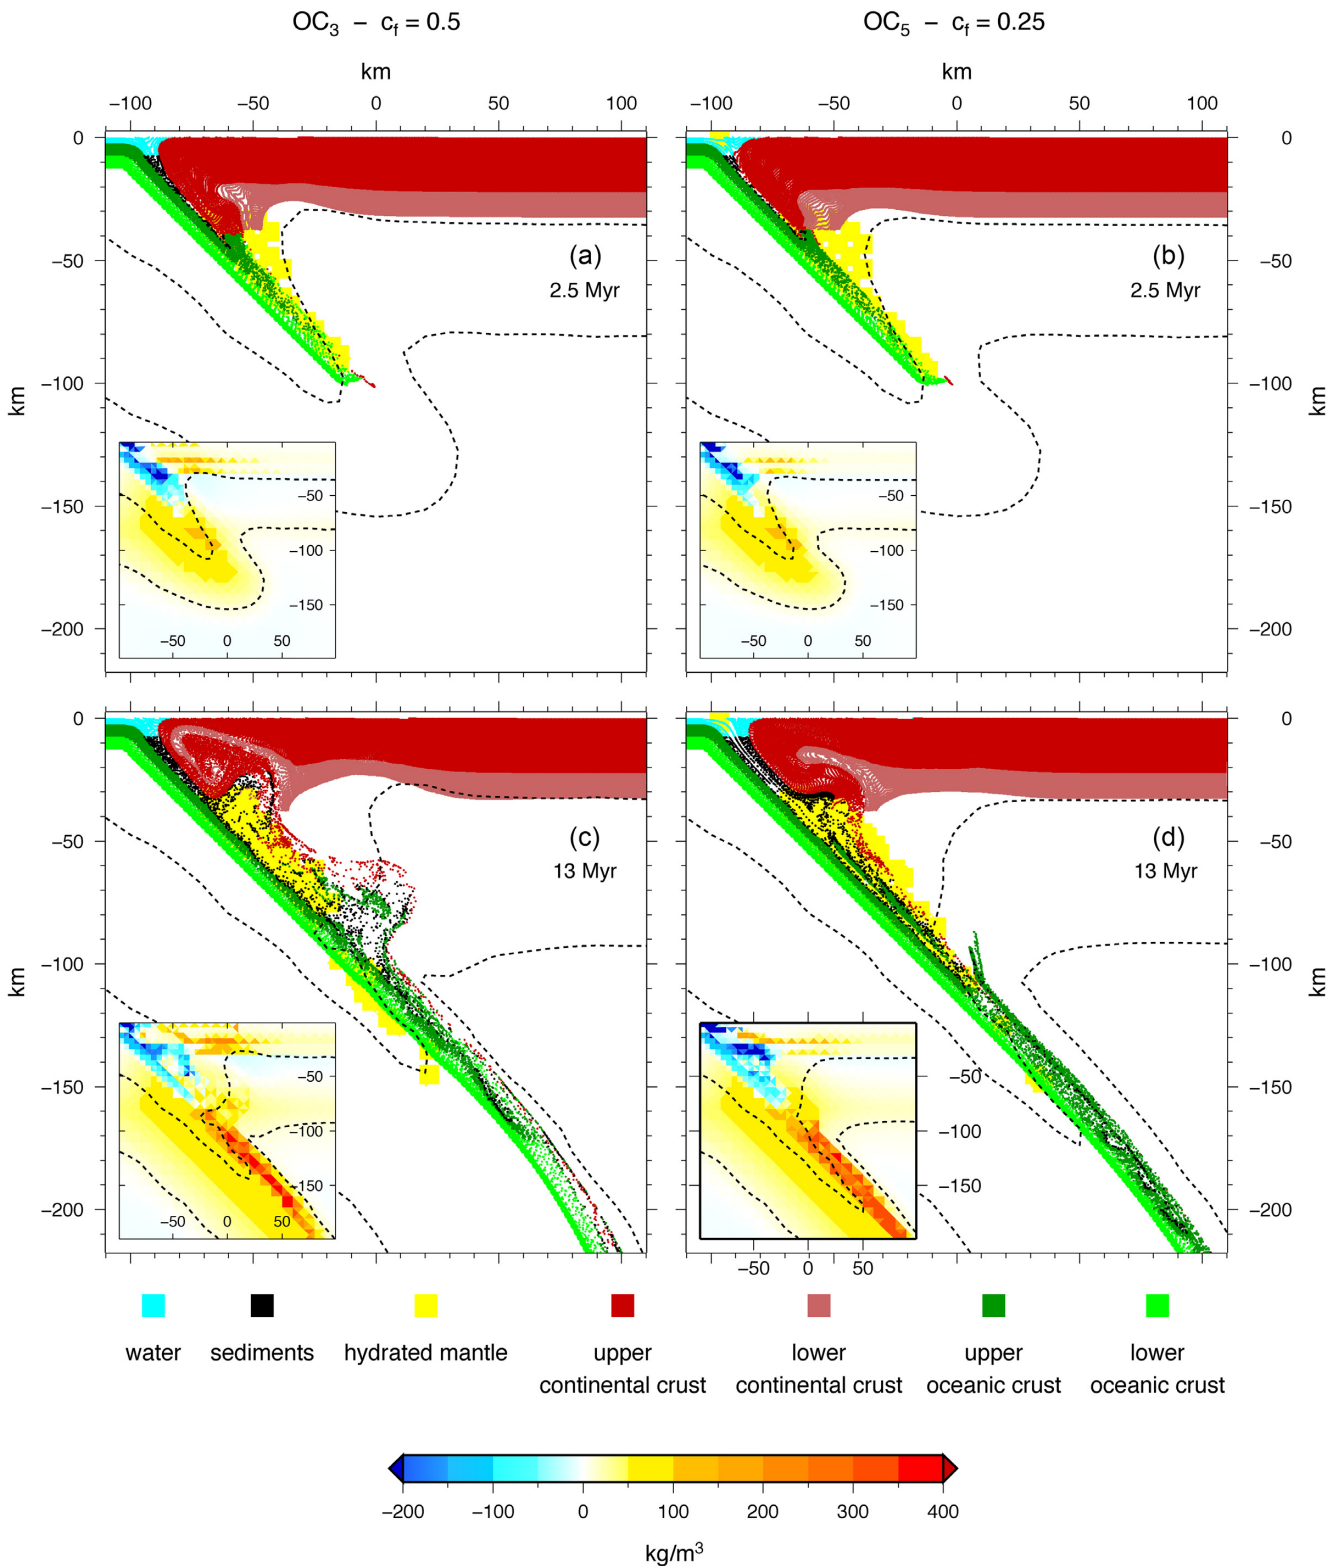 OC₃ – c_f = 0.5
OC₅ – c_f = 0.25
km
km
−100 −50 0 50 100
−100 −50 0 50 100
0
−50
−100
−150
−200
km
(a)
2.5 Myr
−50
−100
−150
−50 0 50
(b)
2.5 Myr
−50
−100
−150
−50 0 50
0
−50
−100
−150
−200
km
0
−50
−100
−150
−200
km
(c)
13 Myr
−50
−100
−150
−50 0 50
(d)
13 Myr
−50
−100
−150
−50 0 50
0
−50
−100
−150
−200
km
water
sediments
hydrated mantle
upper
continental crust
lower
continental crust
upper
oceanic crust
lower
oceanic crust
−200 −100 0 100 200 300 400
kg/m³